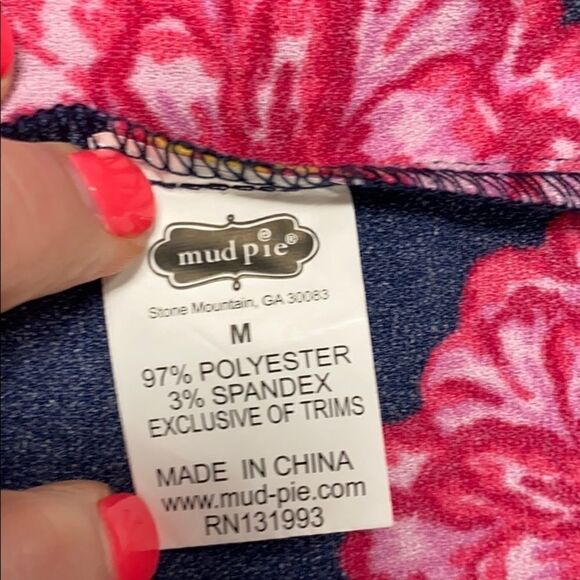 mud pie®
Stone Mountain, GA 30083
M
97% POLYESTER
3% SPANDEX
EXCLUSIVE OF TRIMS
MADE IN CHINA
www.mud-pie.com
RN131993